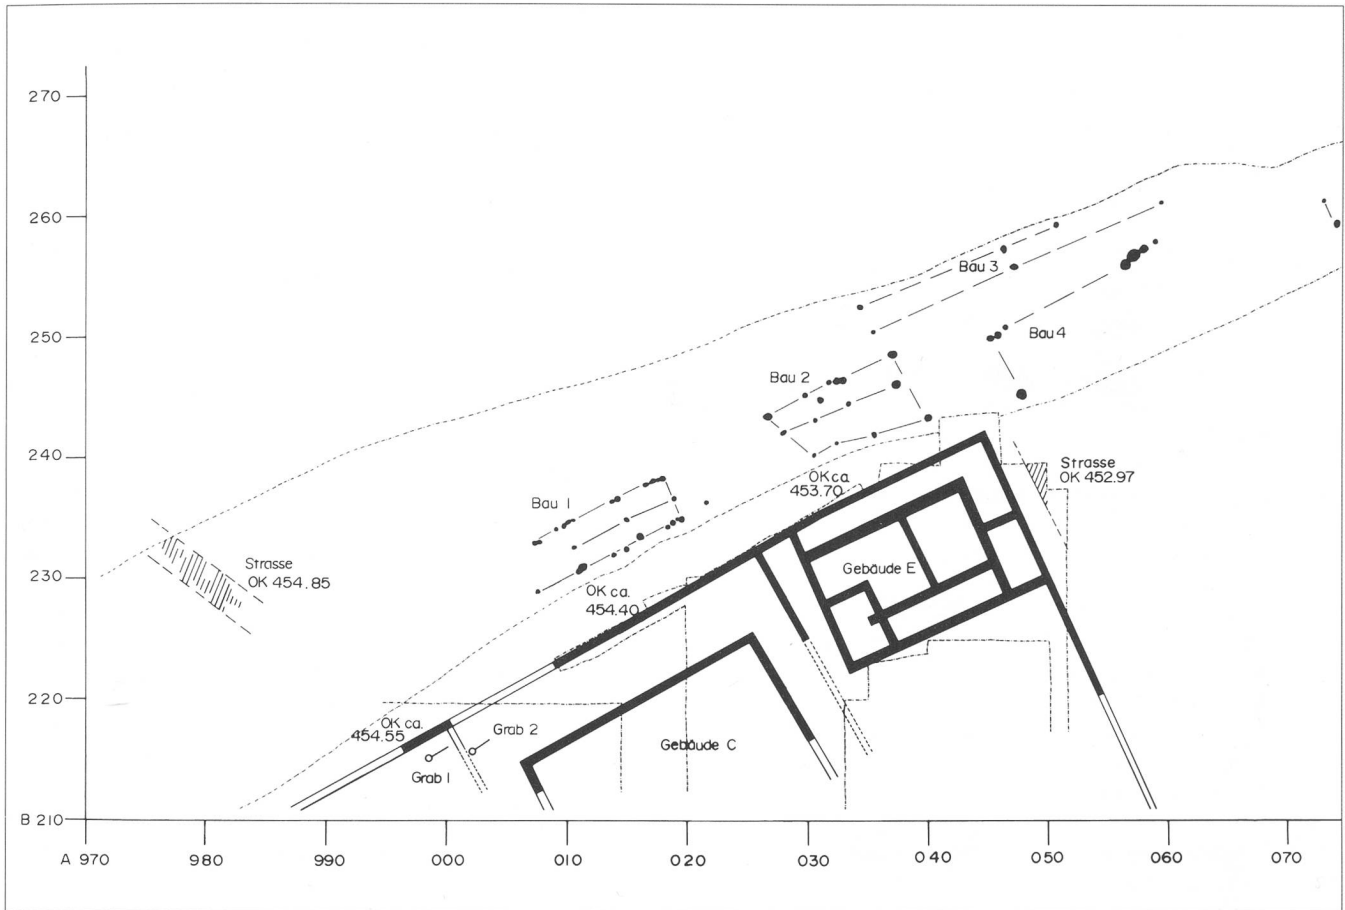 270
260
250
240
230
220
B 210
A 970
980
990
000
010
020
030
040
050
060
070
Bau 3
Bau 4
Bau 2
Bau 1
Strasse
OK 452.97
OK ca.
453.70
Strasse
OK 454.85
Gebäude E
OK ca.
454.40
OK ca.
454.55
Grab 2
Grab 1
Gebäude C